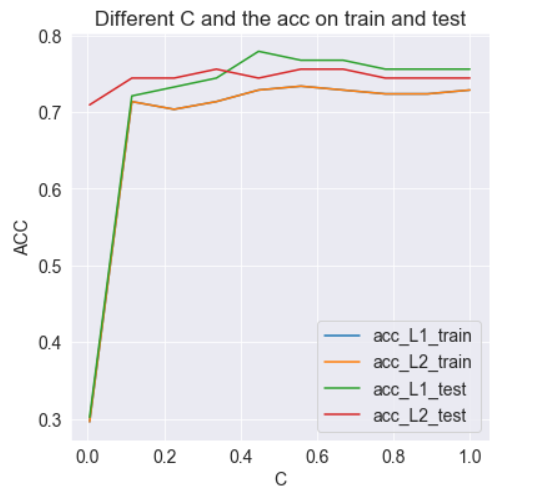 Different C and the acc on train and test
0.8
0.7
0.6
0.5
0.4
0.3
ACC
acc_L1_train
acc_L2_train
acc_L1_test
acc_L2_test
0.0 0.2 0.4 0.6 0.8 1.0
C